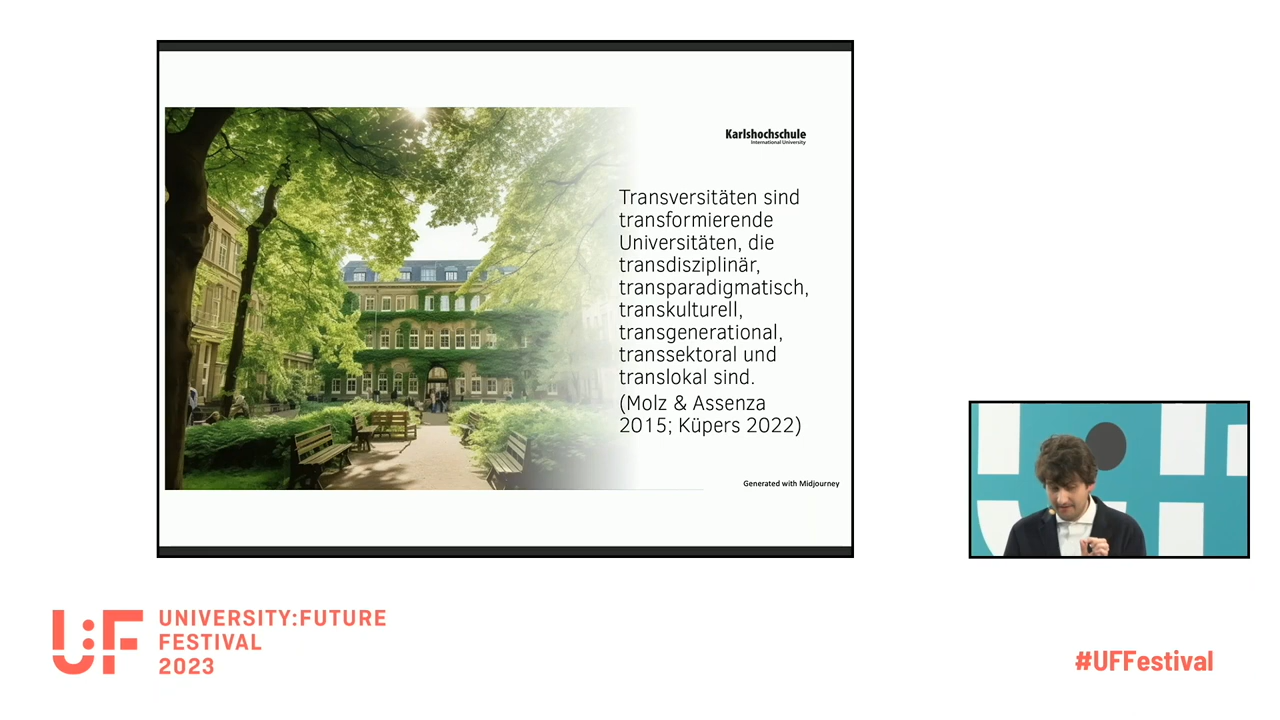 Karlshochschule
International University
Transversitäten sind
transformierende
Universitäten, die
transdisziplinär,
transparadigmatisch,
transkulturell,
transgenerational,
transsektoral und
translokal sind.
(Molz & Assenza
2015; Küpers 2022)
Generated with Midjourney
U:F
UNIVERSITY:FUTURE
FESTIVAL
2023
#UFFestival